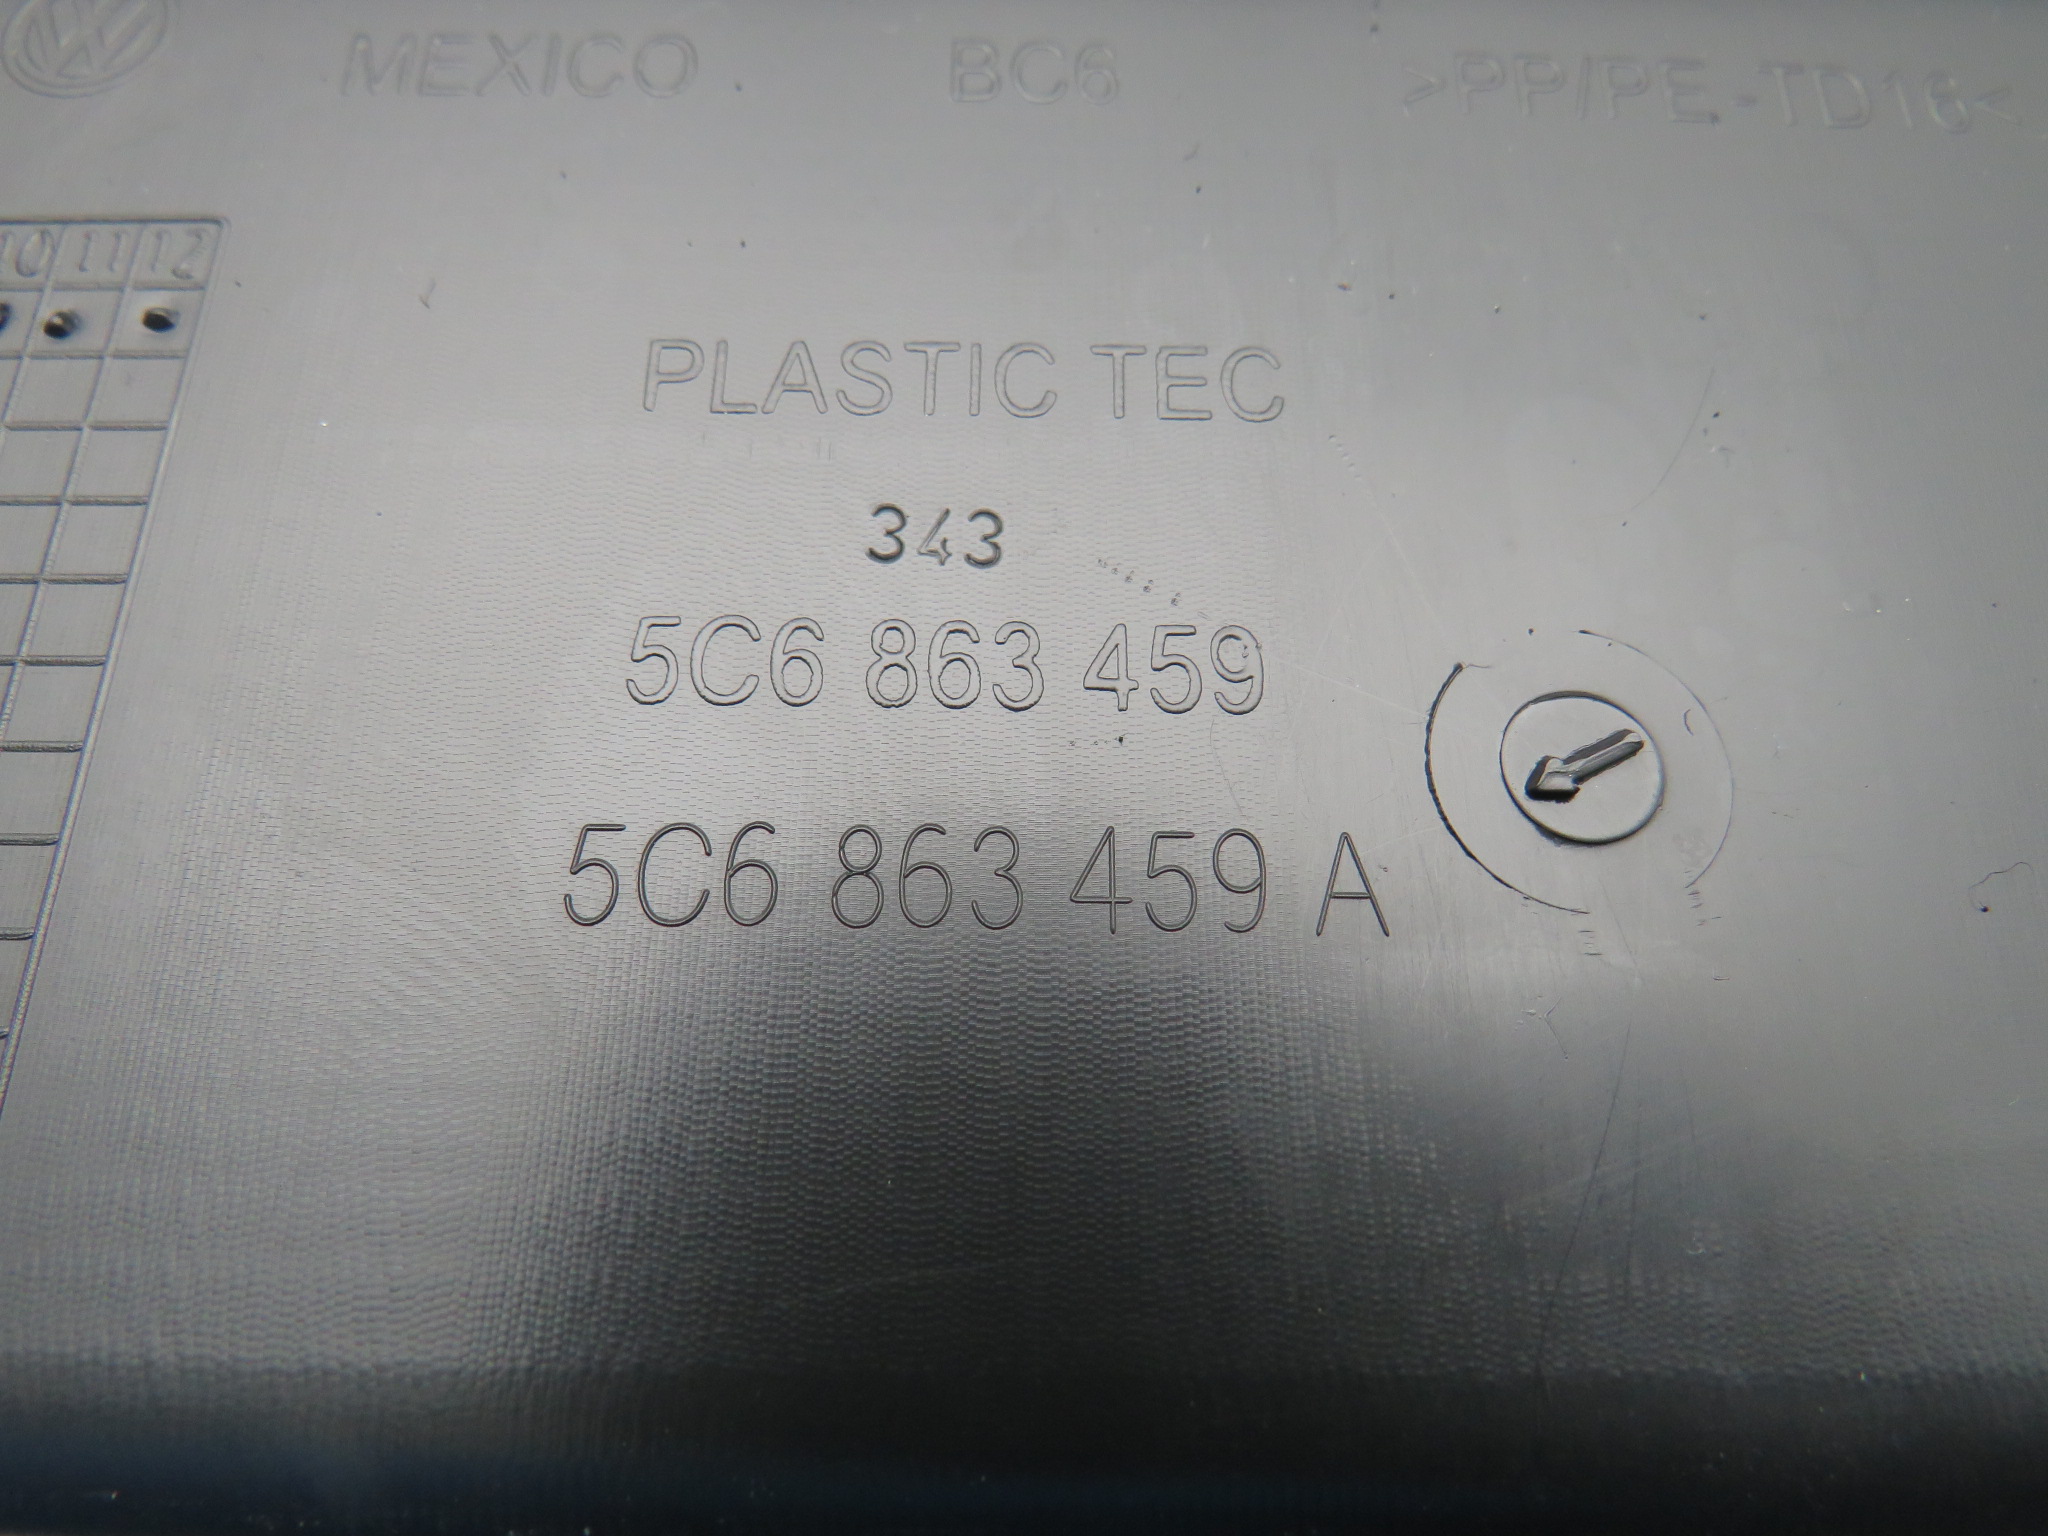 MEXICO BC6 >PP/PE-TD16<
10 11 12
PLASTIC TEC
343
5C6 863 459
5C6 863 459 A